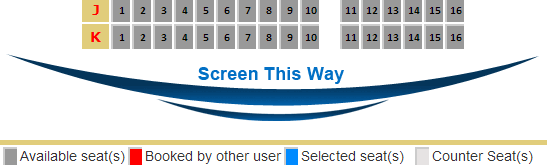 J 1 2 3 4 5 6 7 8 9 10 11 12 13 14 15 16
K 1 2 3 4 5 6 7 8 9 10 11 12 13 14 15 16
Screen This Way
Available seat(s) Booked by other user Selected seat(s) Counter Seat(s)